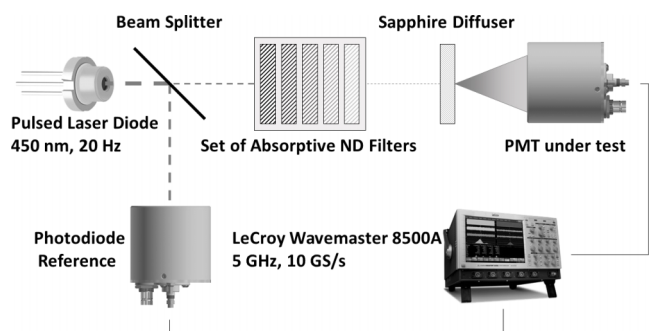 Beam Splitter
Sapphire Diffuser
Pulsed Laser Diode
450 nm, 20 Hz
Set of Absorptive ND Filters
PMT under test
Photodiode
Reference
LeCroy Wavemaster 8500A
5 GHz, 10 GS/s